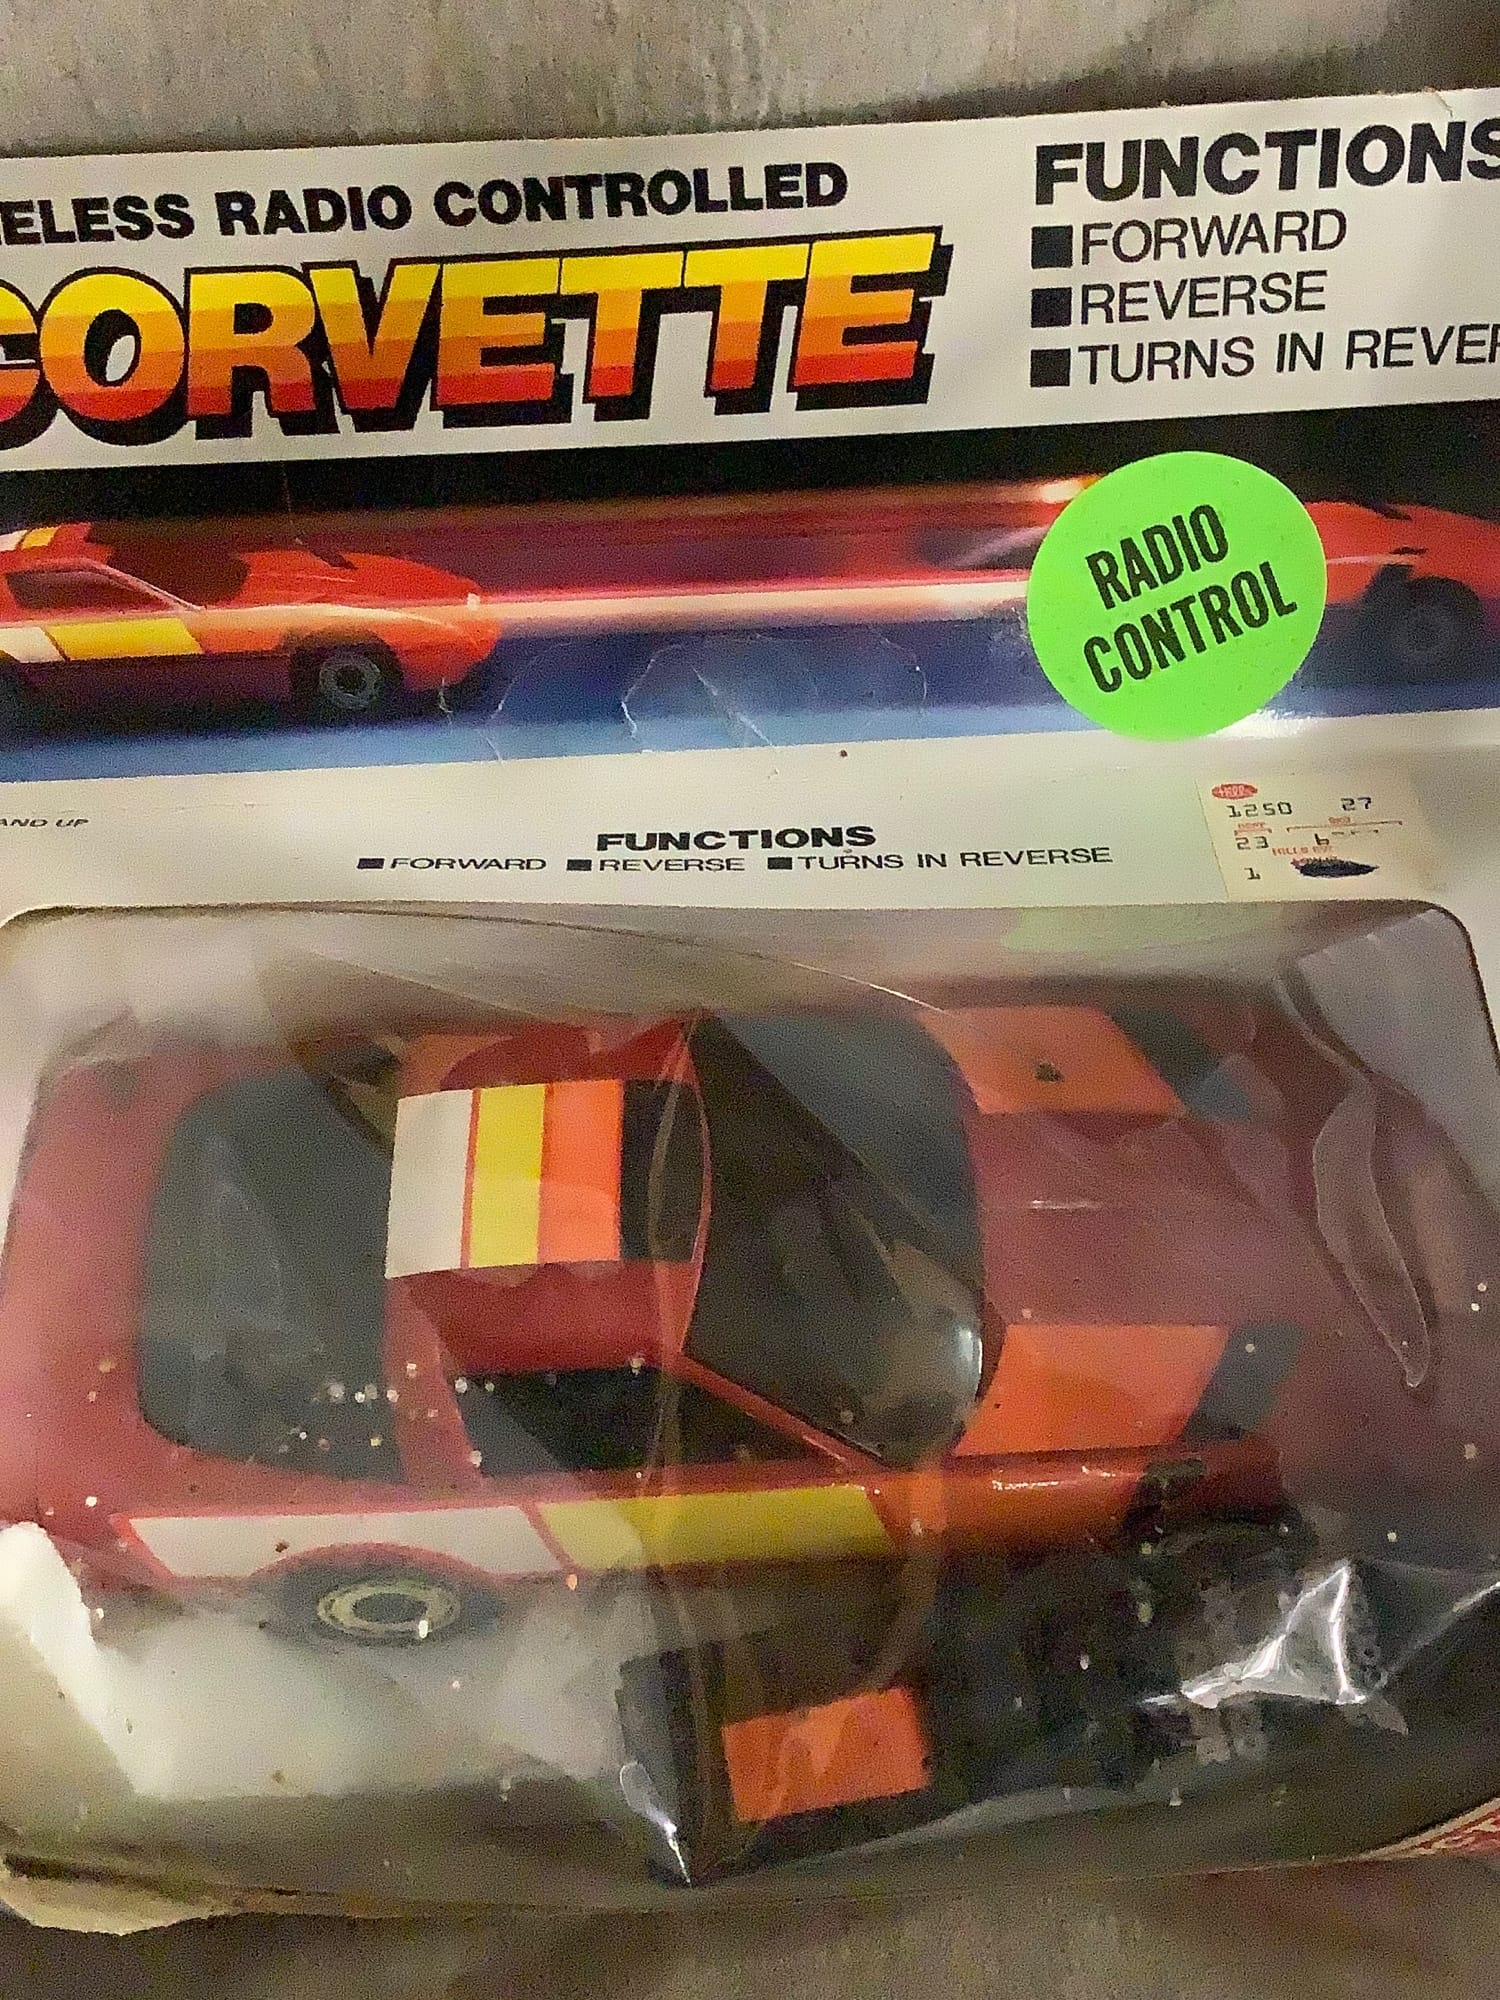 ELESS RADIO CONTROLLED
CORVETTE
FUNCTIONS
FORWARD
REVERSE
TURNS IN REVER
RADIO
CONTROL
AND UP
FUNCTIONS
FORWARD REVERSE TURNS IN REVERSE
1250 27
23
1